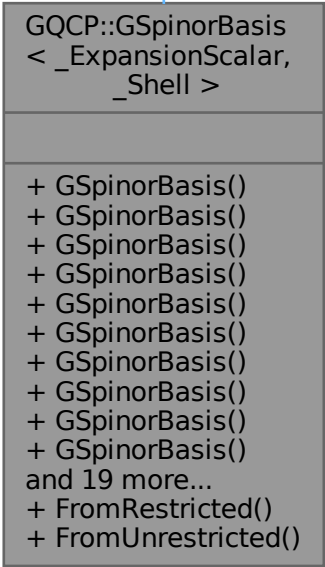 GQCP::GSpinorBasis
< _ExpansionScalar,
_Shell >
+ GSpinorBasis()
+ GSpinorBasis()
+ GSpinorBasis()
+ GSpinorBasis()
+ GSpinorBasis()
+ GSpinorBasis()
+ GSpinorBasis()
+ GSpinorBasis()
+ GSpinorBasis()
+ GSpinorBasis()
and 19 more...
+ FromRestricted()
+ FromUnrestricted()